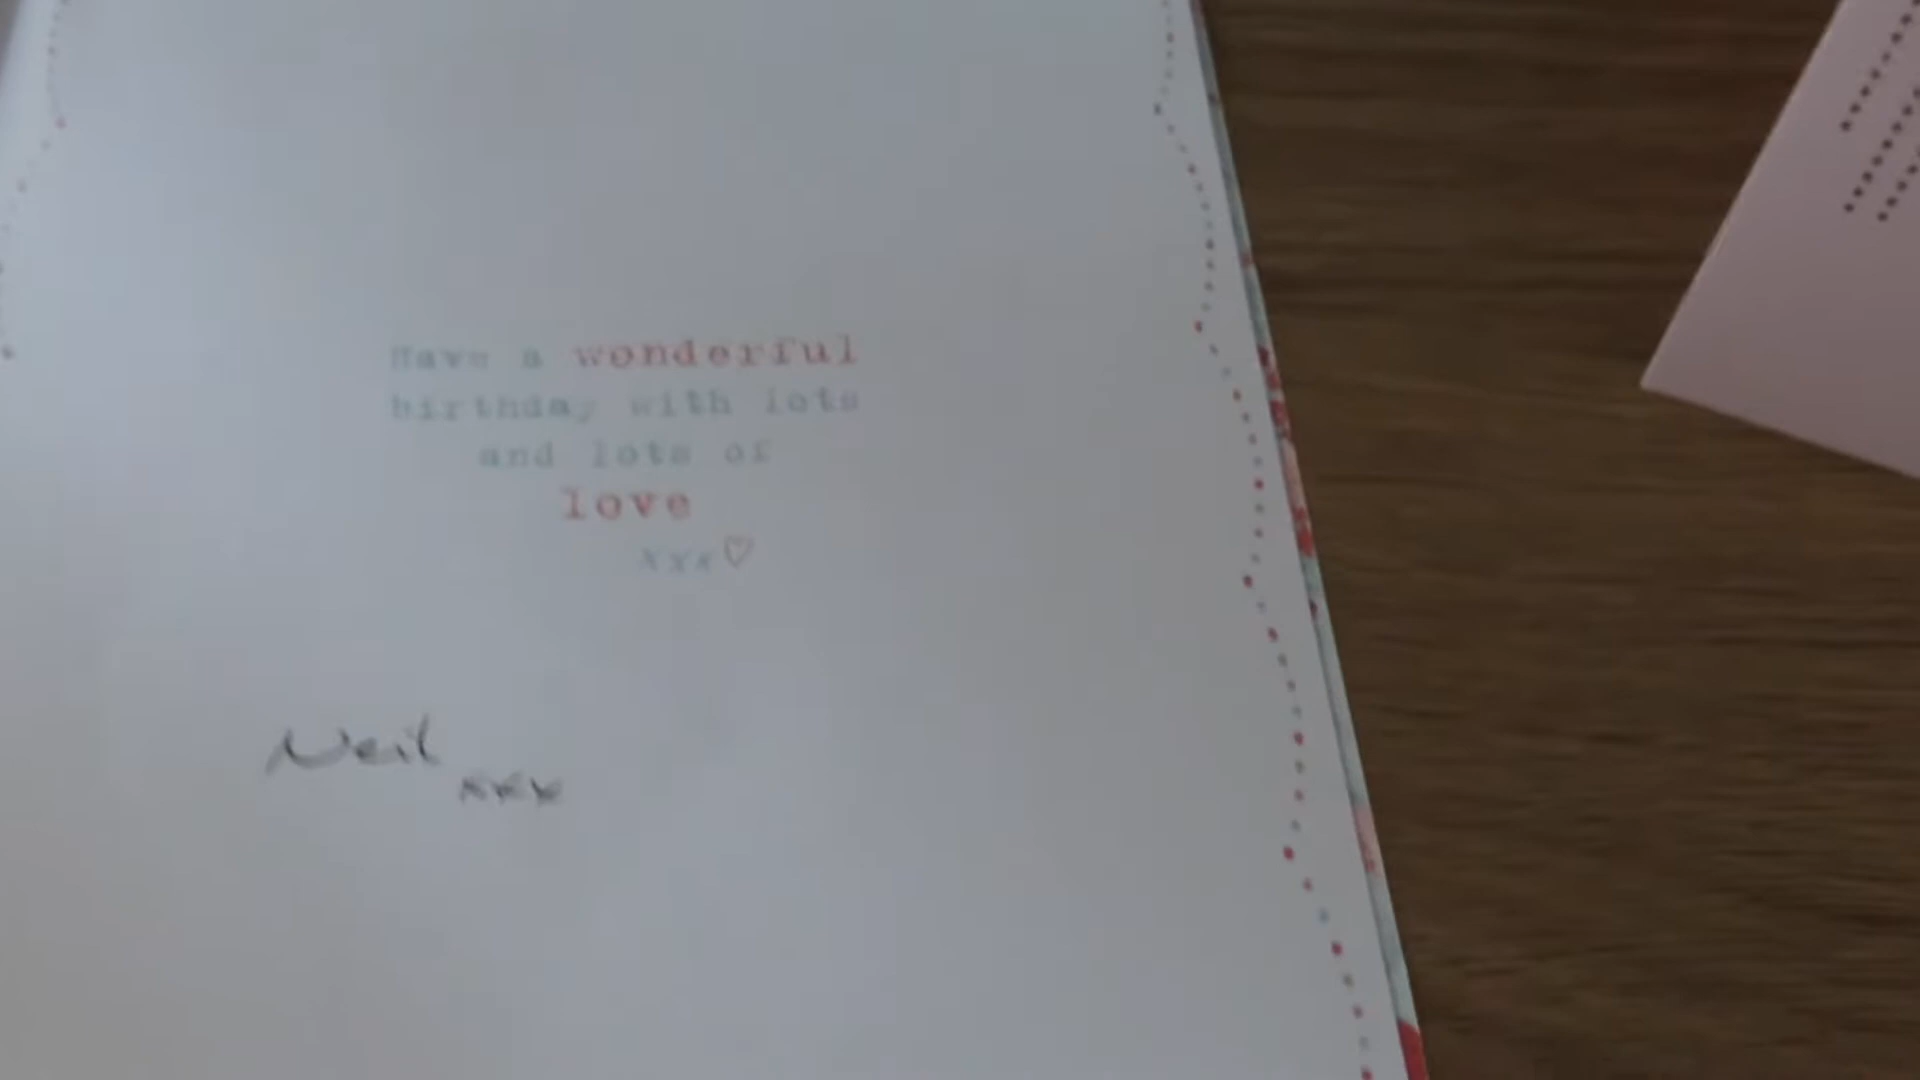 Have a wonderful
birthday with lots
and lots of
love
xxx♡
Neil
xxx